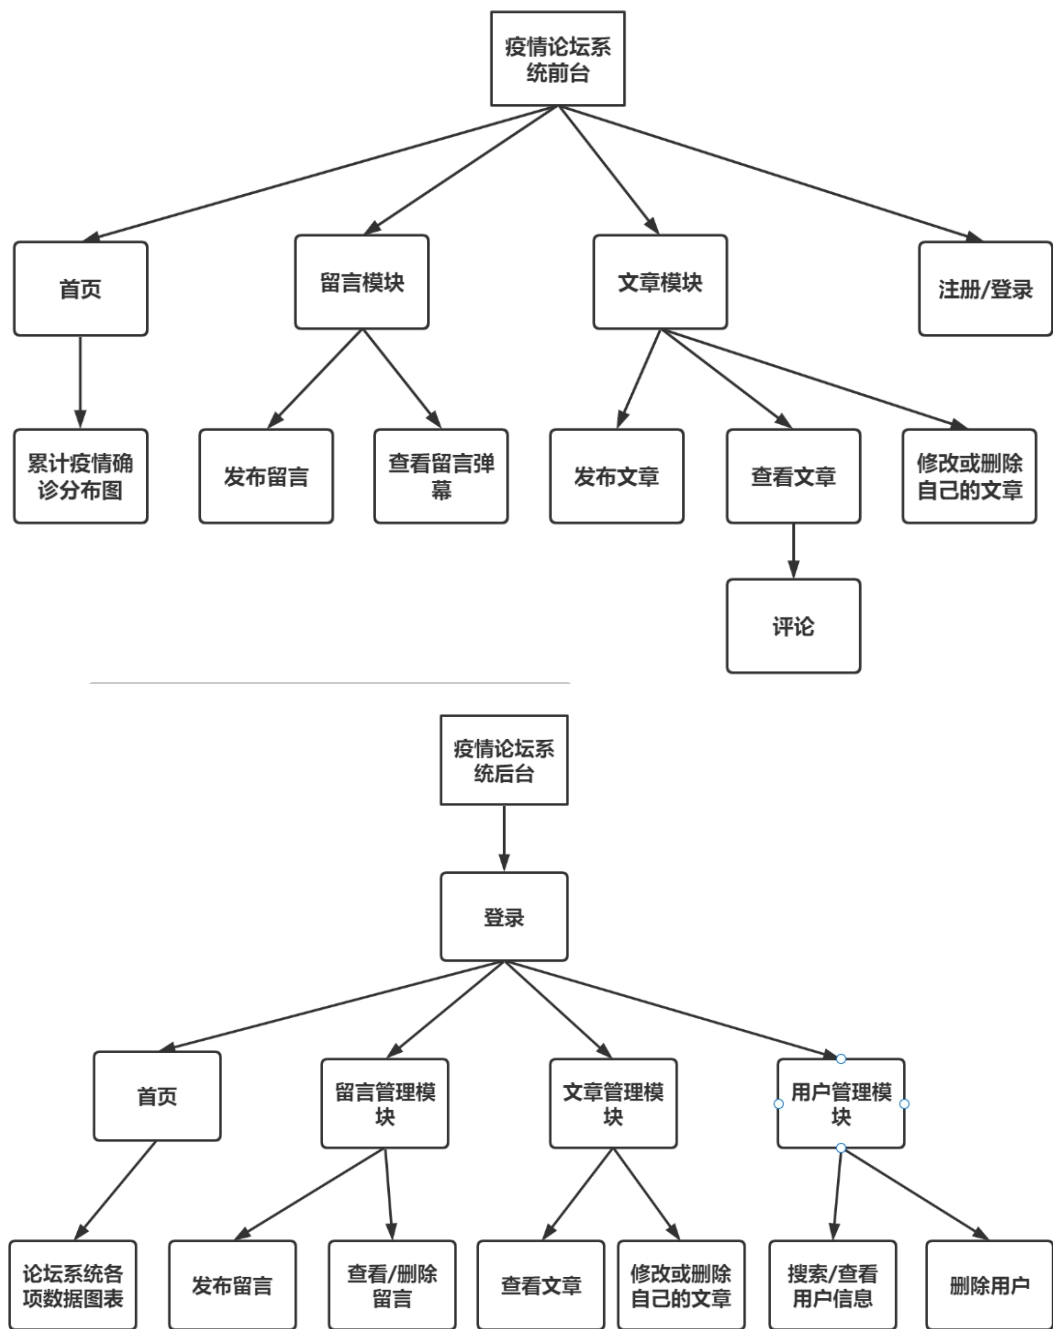 疫情论坛系
统前台
首页
留言模块
文章模块
注册/登录
累计疫情确
诊分布图
发布留言
查看留言弹
幕
发布文章
查看文章
修改或删除
自己的文章
评论
疫情论坛系
统后台
登录
首页
留言管理模
块
文章管理模
块
用户管理模
块
论坛系统各
项数据图表
发布留言
查看/删除
留言
查看文章
修改或删除
自己的文章
搜索/查看
用户信息
删除用户